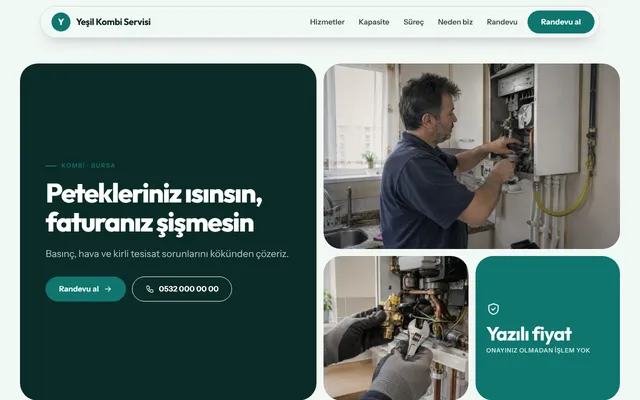 Y Yeşil Kombi Servisi
Hizmetler Kapasite Süreç Neden biz Randevu Randevu al
KOMBİ · BURSA
Petekleriniz ısınsın,
faturanız şişmesin
Basınç, hava ve kirli tesisat sorunlarını kökünden çözeriz.
Randevu al → 0532 000 00 00
Yazılı fiyat
ONAYINIZ OLMADAN İŞLEM YOK